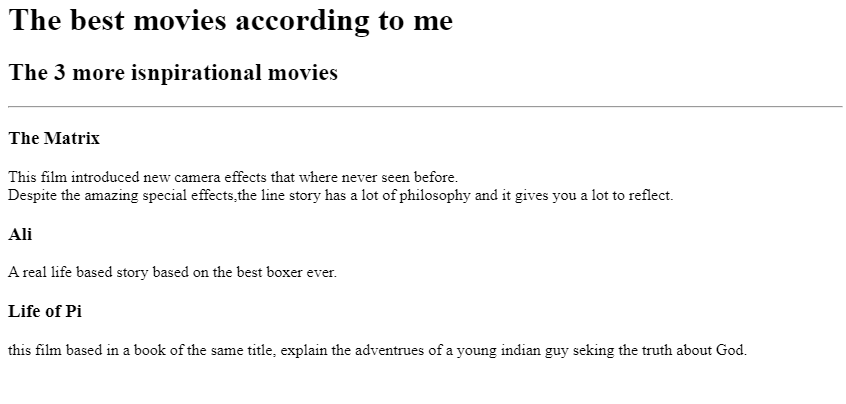 The best movies according to me
The 3 more isnpirational movies
The Matrix
This film introduced new camera effects that where never seen before.
Despite the amazing special effects,the line story has a lot of philosophy and it gives you a lot to reflect.
Ali
A real life based story based on the best boxer ever.
Life of Pi
this film based in a book of the same title, explain the adventrues of a young indian guy seking the truth about God.